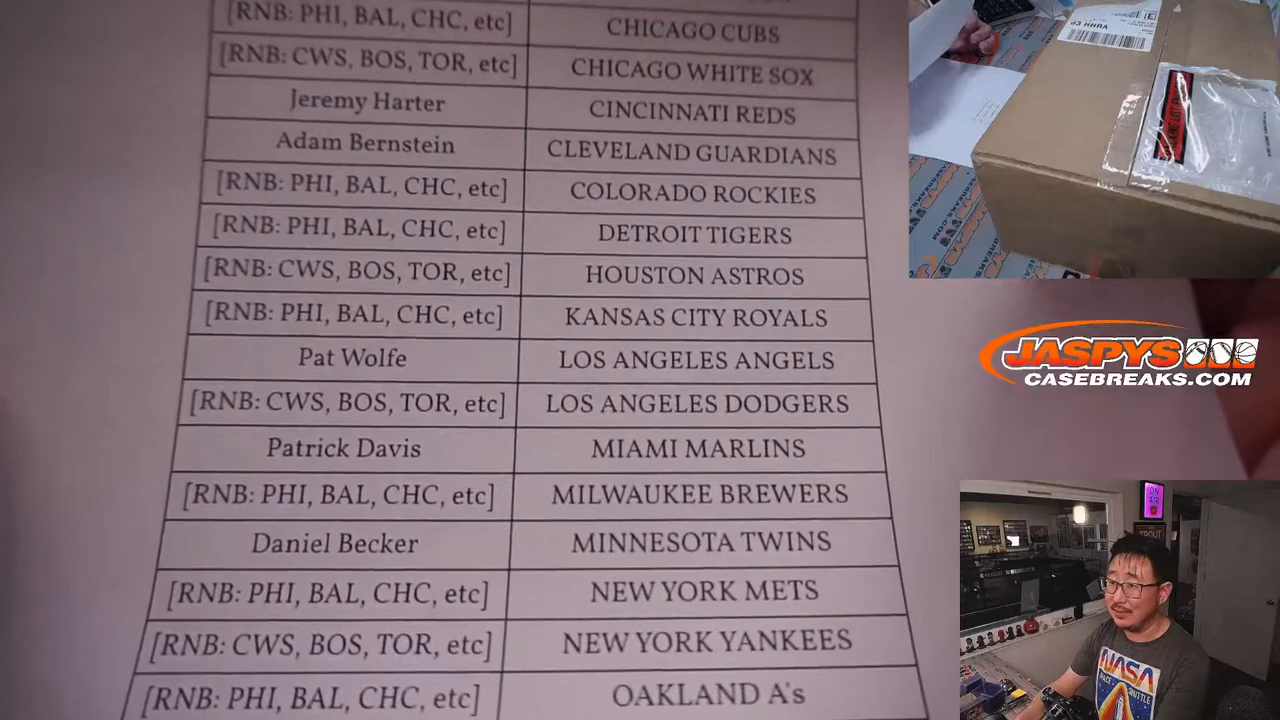 [RNB: PHI, BAL, CHC, etc] CHICAGO CUBS
[RNB: CWS, BOS, TOR, etc] CHICAGO WHITE SOX
Jeremy Harter CINCINNATI REDS
Adam Bernstein CLEVELAND GUARDIANS
[RNB: PHI, BAL, CHC, etc] COLORADO ROCKIES
[RNB: PHI, BAL, CHC, etc] DETROIT TIGERS
[RNB: CWS, BOS, TOR, etc] HOUSTON ASTROS
[RNB: PHI, BAL, CHC, etc] KANSAS CITY ROYALS
Pat Wolfe LOS ANGELES ANGELS
[RNB: CWS, BOS, TOR, etc] LOS ANGELES DODGERS
Patrick Davis MIAMI MARLINS
[RNB: PHI, BAL, CHC, etc] MILWAUKEE BREWERS
Daniel Becker MINNESOTA TWINS
[RNB: PHI, BAL, CHC, etc] NEW YORK METS
[RNB: CWS, BOS, TOR, etc] NEW YORK YANKEES
[RNB: PHI, BAL, CHC, etc] OAKLAND A's
JASPYS
CASEBREAKS.COM
ON
AIR
TROUT
NASA
SPACE SHUTTLE